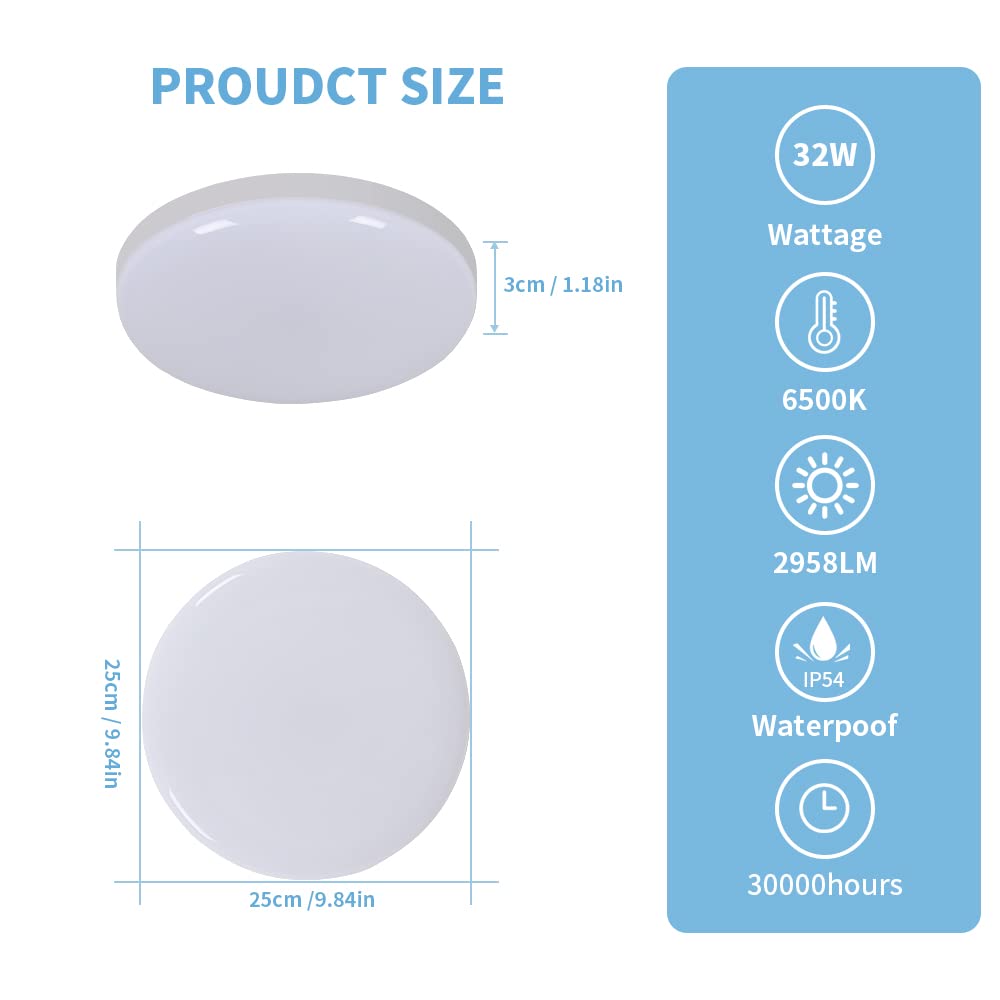 PROUDCT SIZE
3cm / 1.18in
25cm / 9.84in
25cm /9.84in
32W
Wattage
6500K
2958LM
IP54
Waterpoof
30000hours